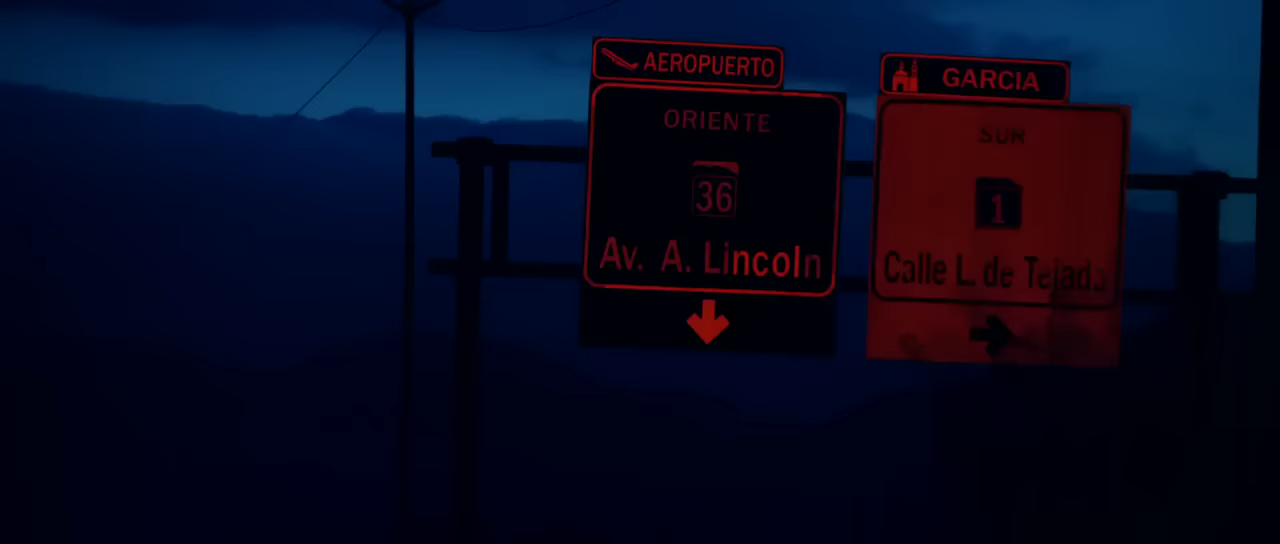 AEROPUERTO
ORIENTE
36
Av. A. Lincoln
GARCIA
SUR
1
Calle L. de Tejada